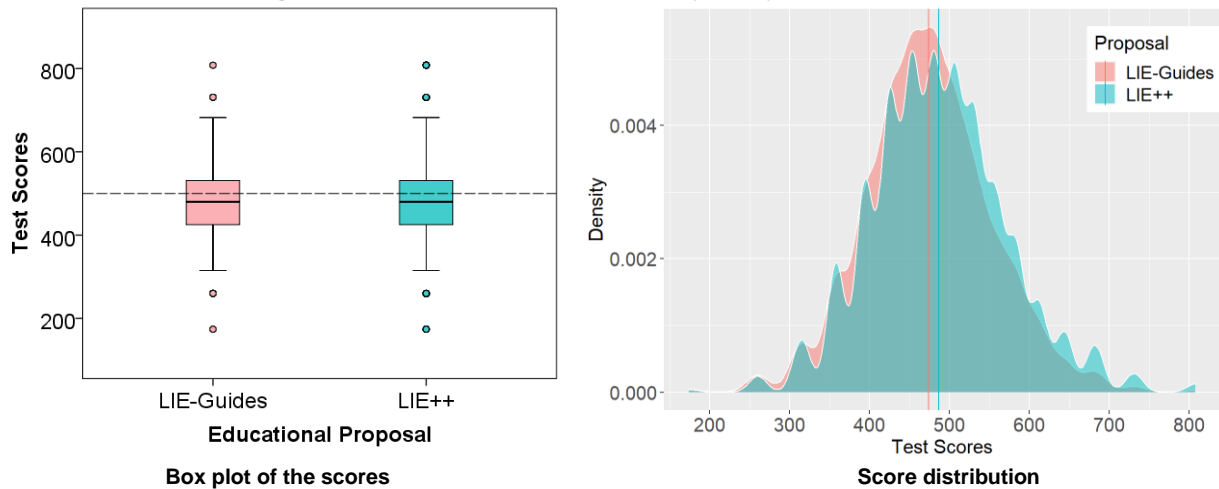 Test Scores
800
600
400
200
LIE-Guides
LIE++
Educational Proposal
Box plot of the scores
Density
0.004
0.002
0.000
Proposal
LIE-Guides
LIE++
200
300
400
500
600
700
800
Test Scores
Score distribution